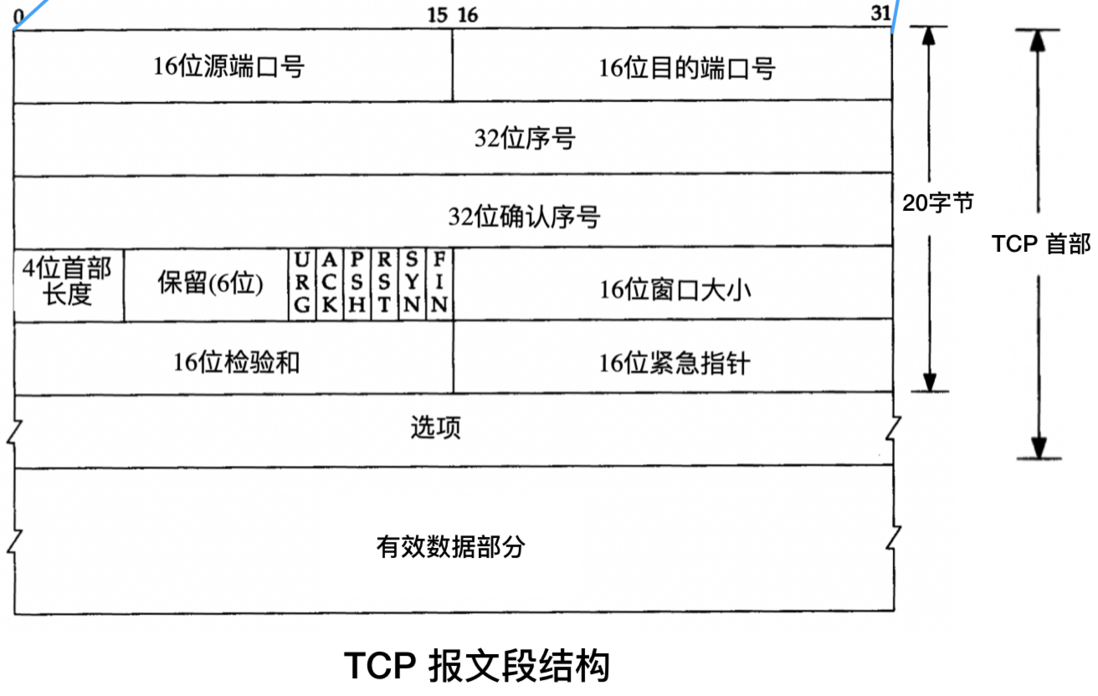 0 15 16 31
16位源端口号 16位目的端口号
32位序号
32位确认序号
20字节
TCP 首部
4位首部
长度
保留(6位)
URG ACK PSH RST SYN FIN
16位窗口大小
16位检验和 16位紧急指针
选项
有效数据部分
TCP 报文段结构